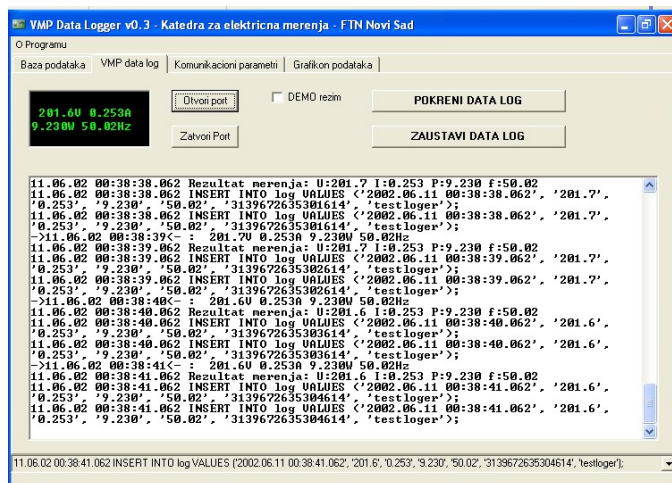 VMP Data Logger v0.3 - Katedra za elektricna merenja - FTN Novi Sad
O Programu
Baza podataka VMP data log Komunikacioni parametri Grafikon podataka
201.6V 0.253A
9.230W 50.02Hz
Otvori port
DEMO rezim
POKRENI DATA LOG
Zatvori Port
ZAUSTAVI DATA LOG
11.06.02 00:38:38.062 Rezultat merenja: U:201.7 I:0.253 P:9.230 f:50.02
11.06.02 00:38:38.062 INSERT INTO log VALUES ('2002.06.11 00:38:38.062', '201.7',
'0.253', '9.230', '50.02', '3139672635301614', 'testloger');
11.06.02 00:38:38.062 INSERT INTO log VALUES ('2002.06.11 00:38:38.062', '201.7',
'0.253', '9.230', '50.02', '3139672635301614', 'testloger');
->11.06.02 00:38:39<- : 201.7V 0.253A 9.230W 50.02Hz
11.06.02 00:38:39.062 Rezultat merenja: U:201.7 I:0.253 P:9.230 f:50.02
11.06.02 00:38:39.062 INSERT INTO log VALUES ('2002.06.11 00:38:39.062', '201.7',
'0.253', '9.230', '50.02', '3139672635302614', 'testloger');
11.06.02 00:38:39.062 INSERT INTO log VALUES ('2002.06.11 00:38:39.062', '201.7',
'0.253', '9.230', '50.02', '3139672635302614', 'testloger');
->11.06.02 00:38:40<- : 201.6V 0.253A 9.230W 50.02Hz
11.06.02 00:38:40.062 Rezultat merenja: U:201.6 I:0.253 P:9.230 f:50.02
11.06.02 00:38:40.062 INSERT INTO log VALUES ('2002.06.11 00:38:40.062', '201.6',
'0.253', '9.230', '50.02', '3139672635303614', 'testloger');
11.06.02 00:38:40.062 INSERT INTO log VALUES ('2002.06.11 00:38:40.062', '201.6',
'0.253', '9.230', '50.02', '3139672635303614', 'testloger');
->11.06.02 00:38:41<- : 201.6V 0.253A 9.230W 50.02Hz
11.06.02 00:38:41.062 Rezultat merenja: U:201.6 I:0.253 P:9.230 f:50.02
11.06.02 00:38:41.062 INSERT INTO log VALUES ('2002.06.11 00:38:41.062', '201.6',
'0.253', '9.230', '50.02', '3139672635304614', 'testloger');
11.06.02 00:38:41.062 INSERT INTO log VALUES ('2002.06.11 00:38:41.062', '201.6',
'0.253', '9.230', '50.02', '3139672635304614', 'testloger');
11.06.02 00:38:41.062 INSERT INTO log VALUES ('2002.06.11 00:38:41.062', '201.6', '0.253', '9.230', '50.02', '3139672635304614', 'testloger');